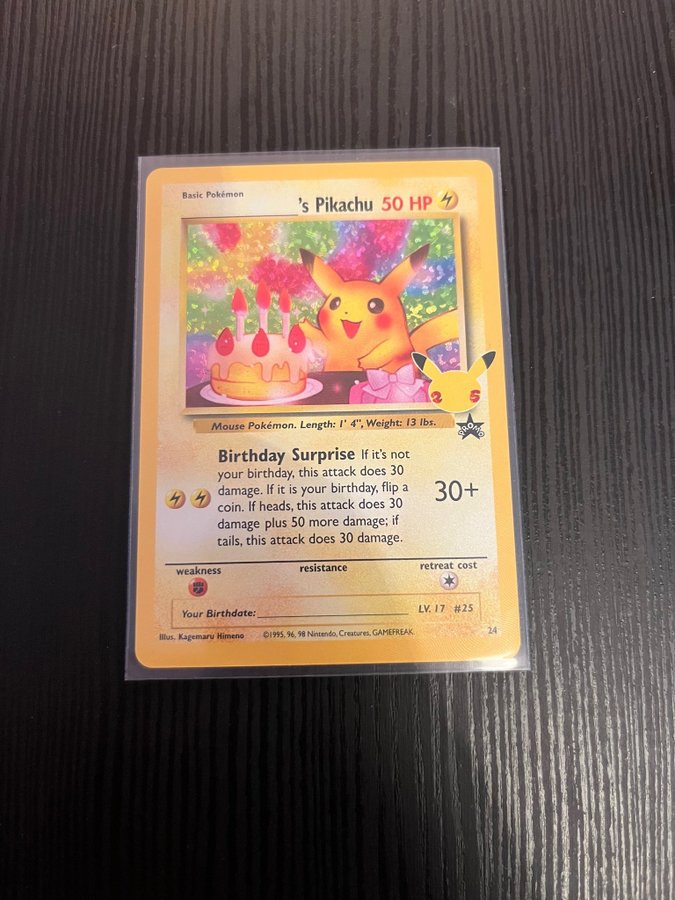 Basic Pokémon
's Pikachu 50 HP
25
PROMO
Mouse Pokémon. Length: 1' 4", Weight: 13 lbs.
Birthday Surprise If it's not
your birthday, this attack does 30
damage. If it is your birthday, flip a
coin. If heads, this attack does 30
damage plus 50 more damage; if
tails, this attack does 30 damage.
30+
weakness resistance retreat cost
Your Birthdate: LV. 17 #25
Illus. Kagemaru Himeno ©1995, 96, 98 Nintendo, Creatures, GAMEFREAK. 24